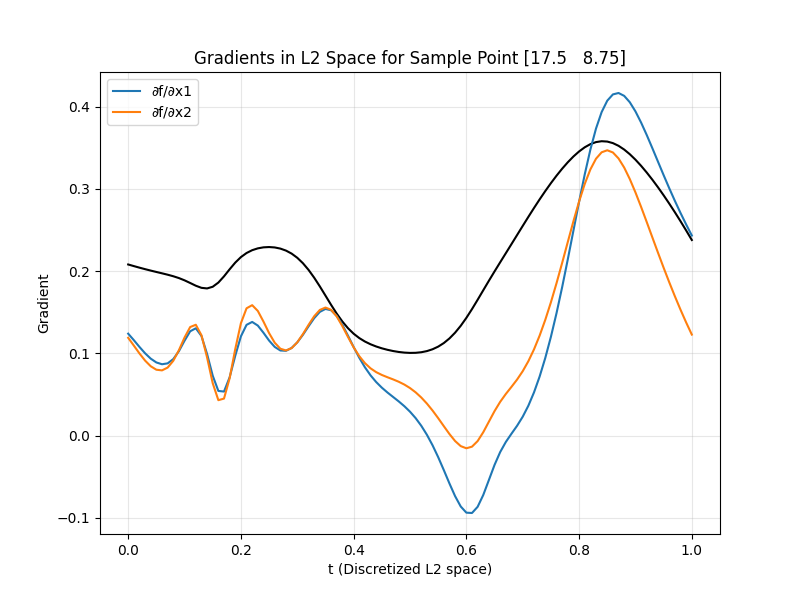 Gradients in L2 Space for Sample Point [17.5   8.75]
∂f/∂x1
∂f/∂x2
0.4
0.3
0.2
0.1
0.0
−0.1
Gradient
0.0
0.2
0.4
0.6
0.8
1.0
t (Discretized L2 space)